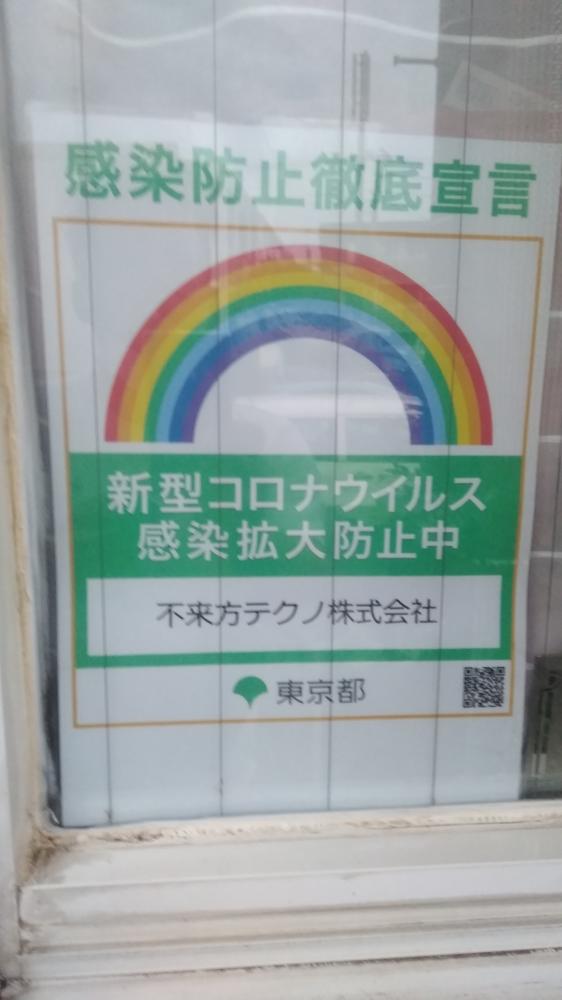 感染防止徹底宣言
新型コロナウイルス
感染拡大防止中
不来方テクノ株式会社
東京都